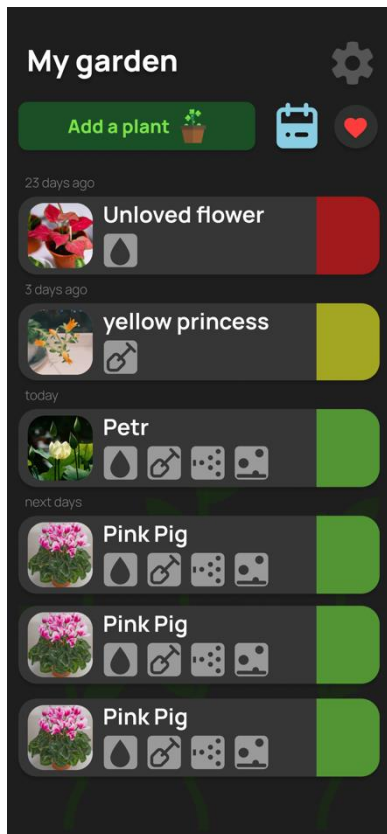 My garden
Add a plant
23 days ago
Unloved flower
3 days ago
yellow princess
today
Petr
next days
Pink Pig
Pink Pig
Pink Pig